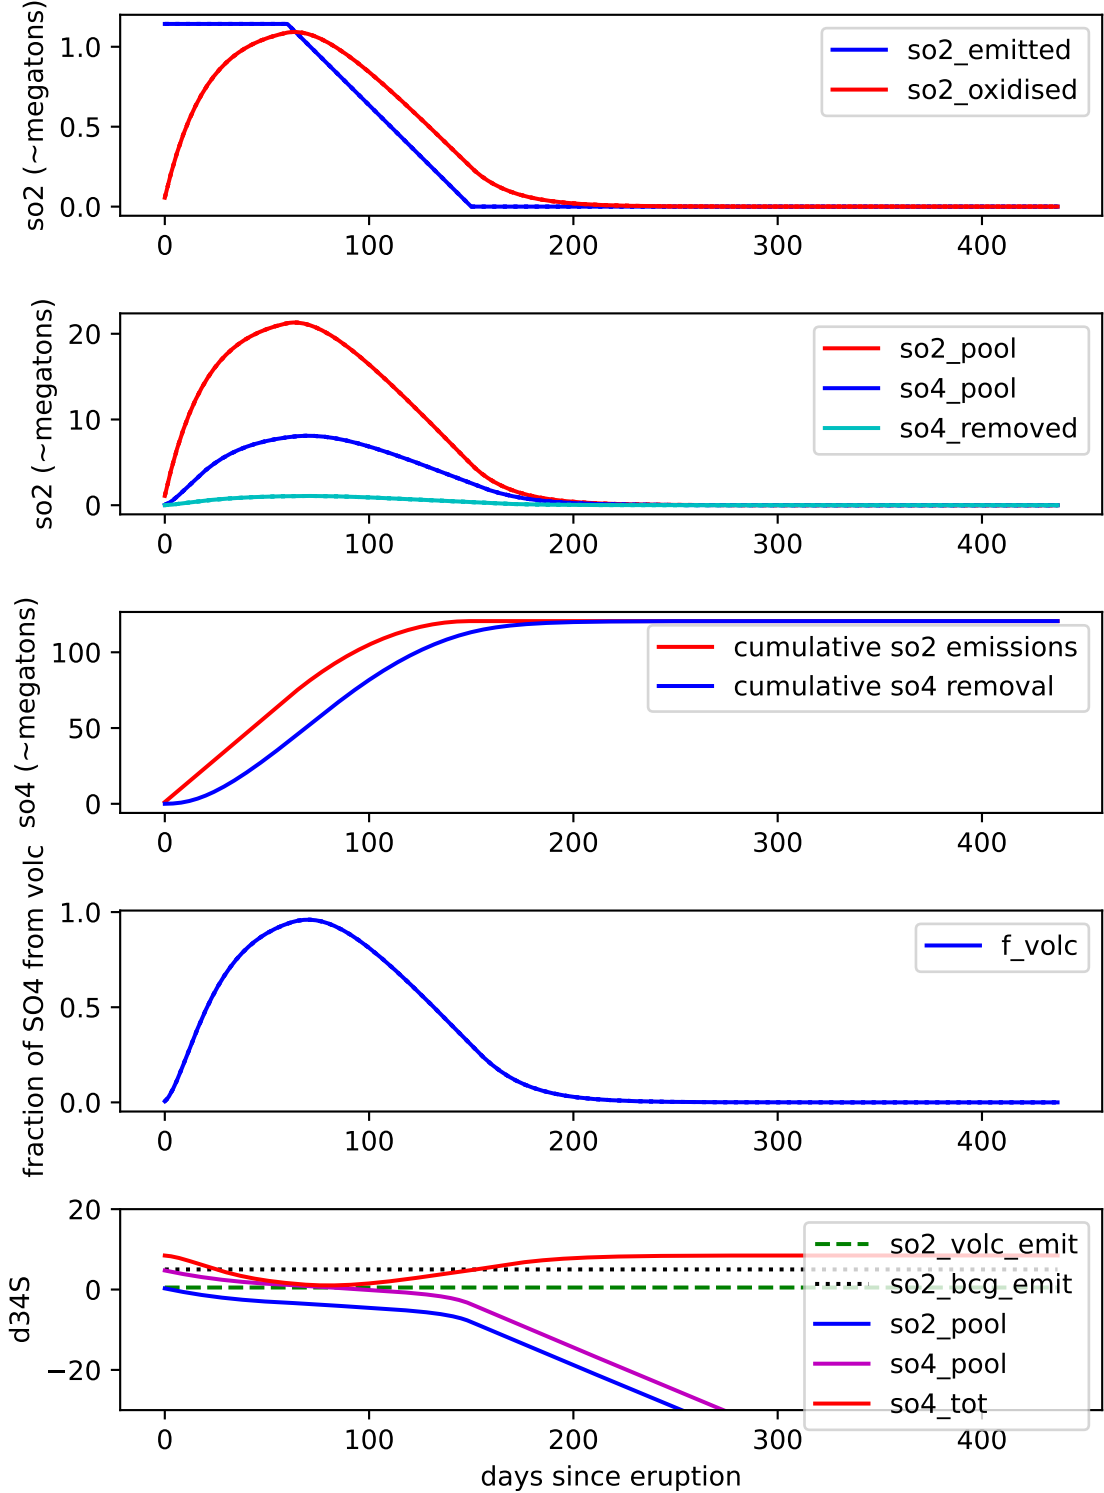 so2 (~megatons)
1.0
0.5
0.0
so2_emitted
so2_oxidised
0 100 200 300 400
so2 (~megatons)
20
10
0
so2_pool
so4_pool
so4_removed
0 100 200 300 400
so4 (~megatons)
100
50
0
cumulative so2 emissions
cumulative so4 removal
0 100 200 300 400
fraction of SO4 from volc
1.0
0.5
0.0
f_volc
0 100 200 300 400
d34S
20
0
−20
so2_volc_emit
so2_bcg_emit
so2_pool
so4_pool
so4_tot
0 100 200 300 400
days since eruption